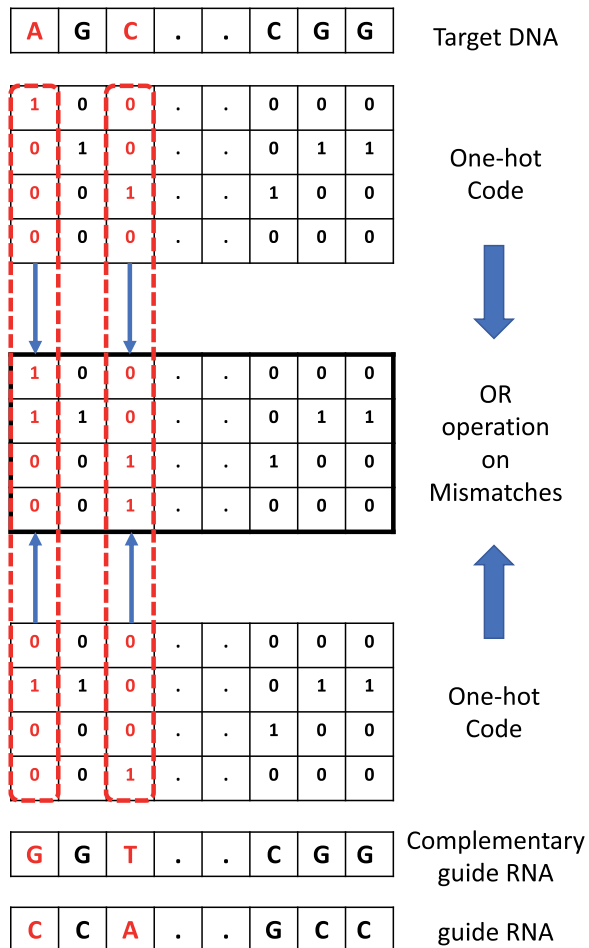 A G C . . C G G Target DNA
1 0 0 . . 0 0 0
0 1 0 . . 0 1 1
0 0 1 . . 1 0 0
0 0 0 . . 0 0 0
One-hot
Code
1 0 0 . . 0 0 0
1 1 0 . . 0 1 1
0 0 1 . . 1 0 0
0 0 1 . . 0 0 0
OR
operation
on
Mismatches
0 0 0 . . 0 0 0
1 1 0 . . 0 1 1
0 0 0 . . 1 0 0
0 0 1 . . 0 0 0
One-hot
Code
G G T . . C G G
Complementary
guide RNA
C C A . . G C C guide RNA